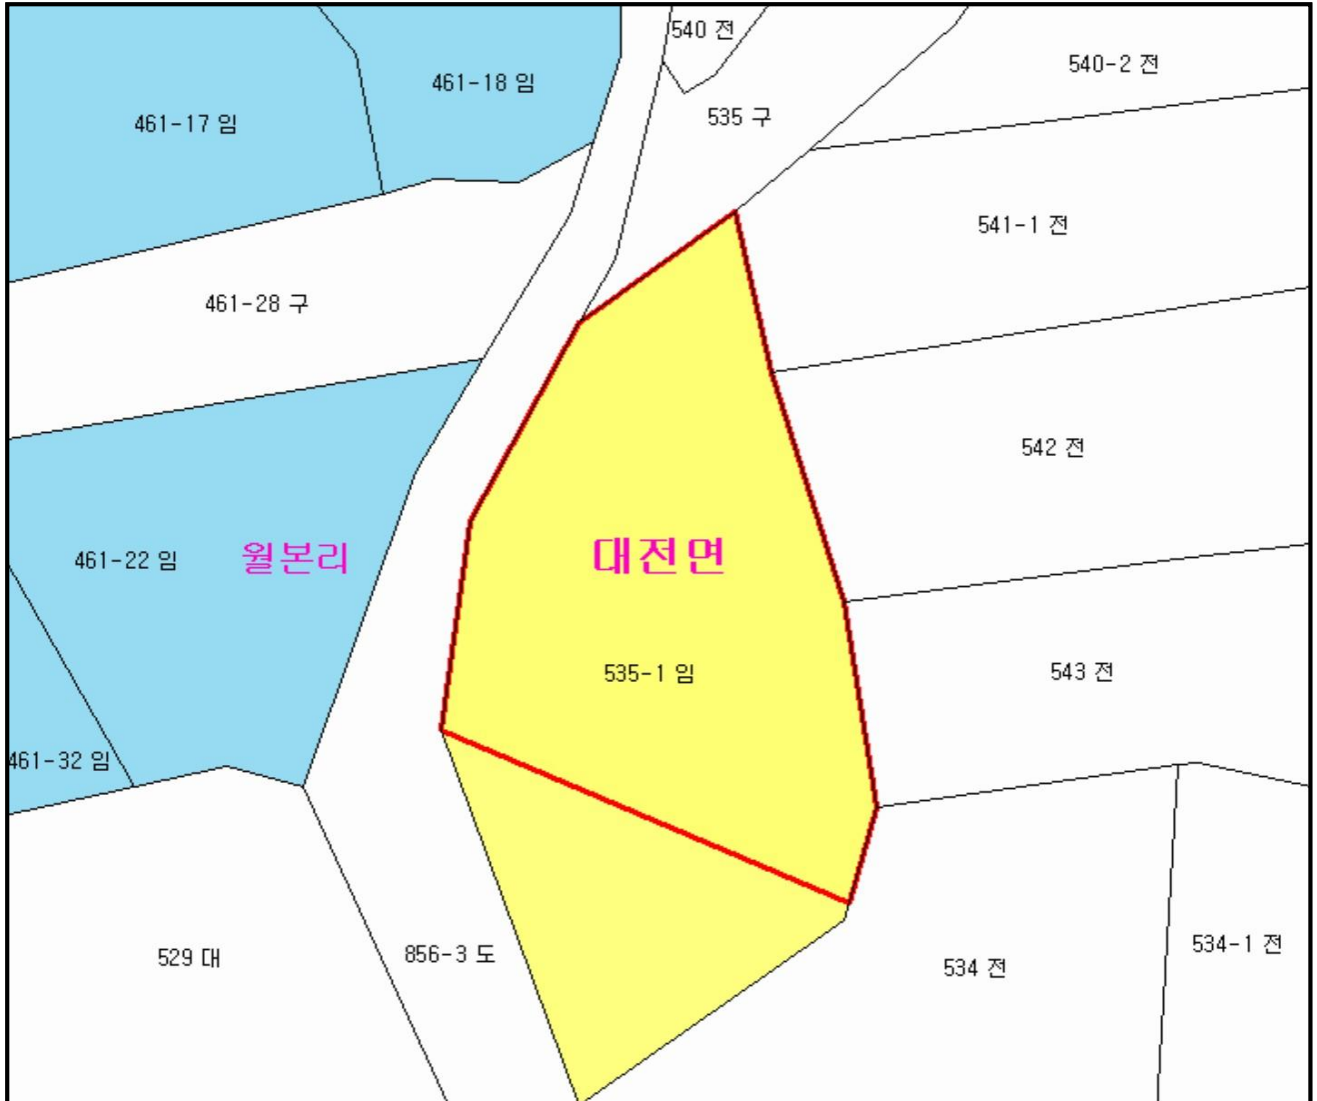 540 전
540-2 전
461-18 임
461-17 임
535 구
541-1 전
461-28 구
542 전
461-22 임
월본리
대전면
535-1 임
543 전
461-32 임
529 대
856-3 도
534 전
534-1 전